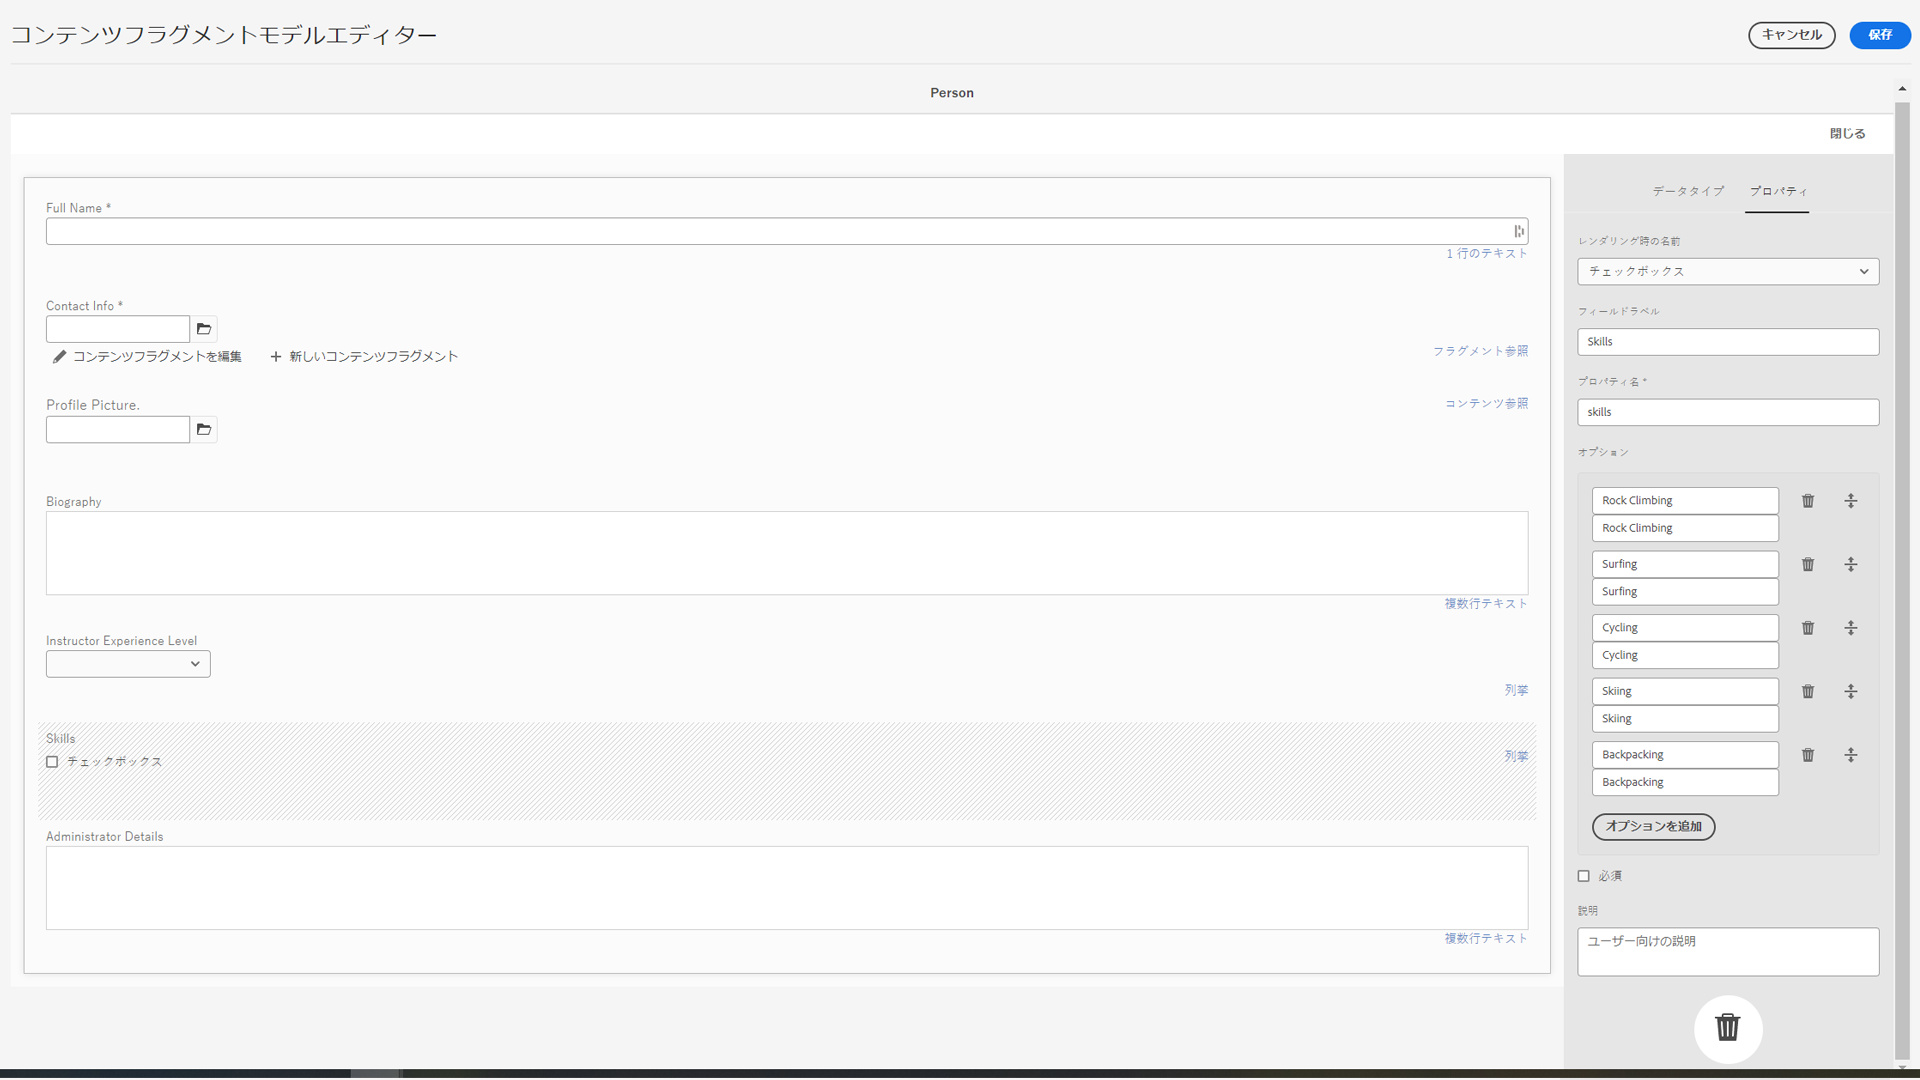 コンテンツフラグメントモデルエディター
キャンセル
保存
Person
閉じる
Full Name *
1 行のテキスト
Contact Info *
コンテンツフラグメントを編集
新しいコンテンツフラグメント
フラグメント参照
Profile Picture.
コンテンツ参照
Biography
複数行テキスト
Instructor Experience Level
列挙
Skills
チェックボックス
列挙
Administrator Details
複数行テキスト
データタイプ
プロパティ
レンダリング時の名前
チェックボックス
フィールドラベル
Skills
プロパティ名 *
skills
オプション
Rock Climbing
Rock Climbing
Surfing
Surfing
Cycling
Cycling
Skiing
Skiing
Backpacking
Backpacking
オプションを追加
必須
説明
ユーザー向けの説明